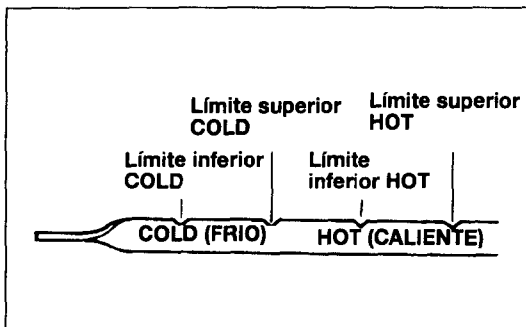 Límite superior
COLD
Límite superior
HOT
Límite inferior
COLD
Límite
inferior HOT
COLD (FRIO)
HOT (CALIENTE)